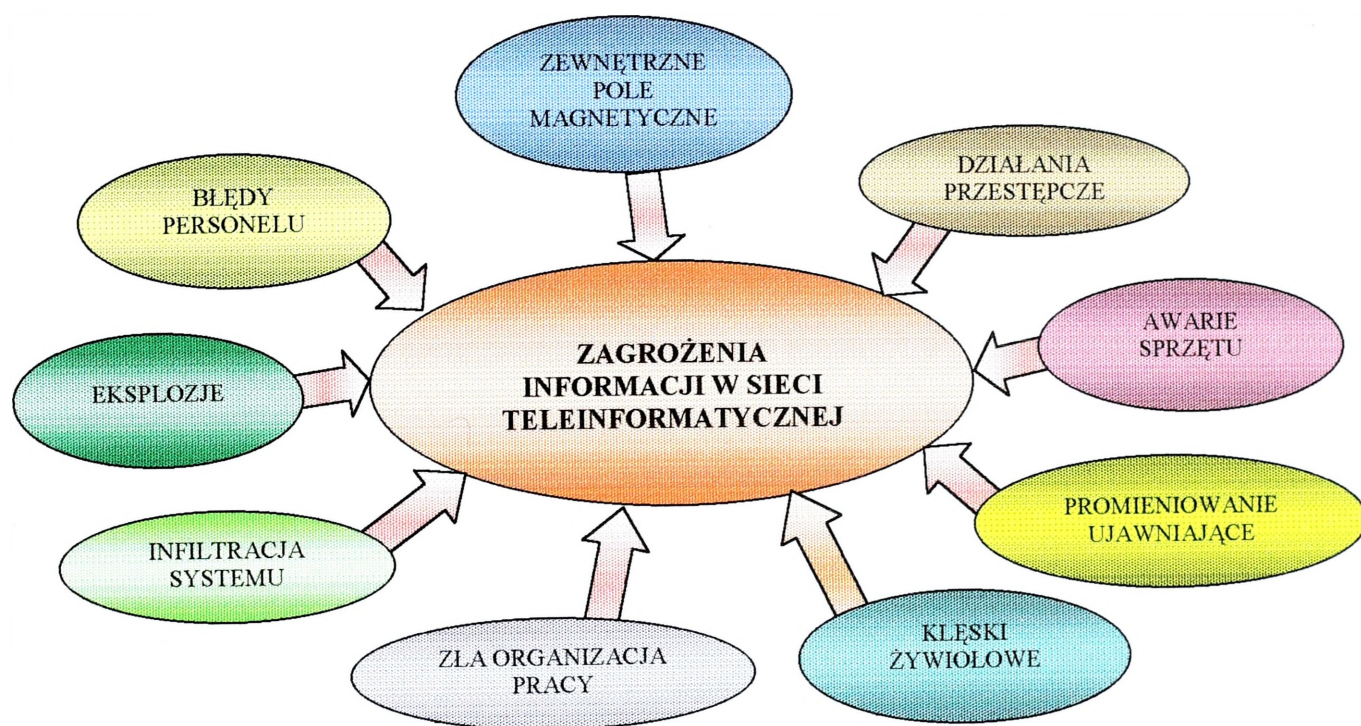 ZEWNĘTRZNE
POLE
MAGNETYCZNE
DZIAŁANIA
PRZESTĘPCZE
BŁĘDY
PERSONELU
AWARIE
SPRZĘTU
ZAGROŻENIA
INFORMACJI W SIECI
TELEINFORMATYCZNEJ
EKSPLOZJE
PROMIENIOWANIE
UJAWNIAJĄCE
INFILTRACJA
SYSTEMU
KLĘSKI
ŻYWIOŁOWE
ZŁA ORGANIZACJA
PRACY